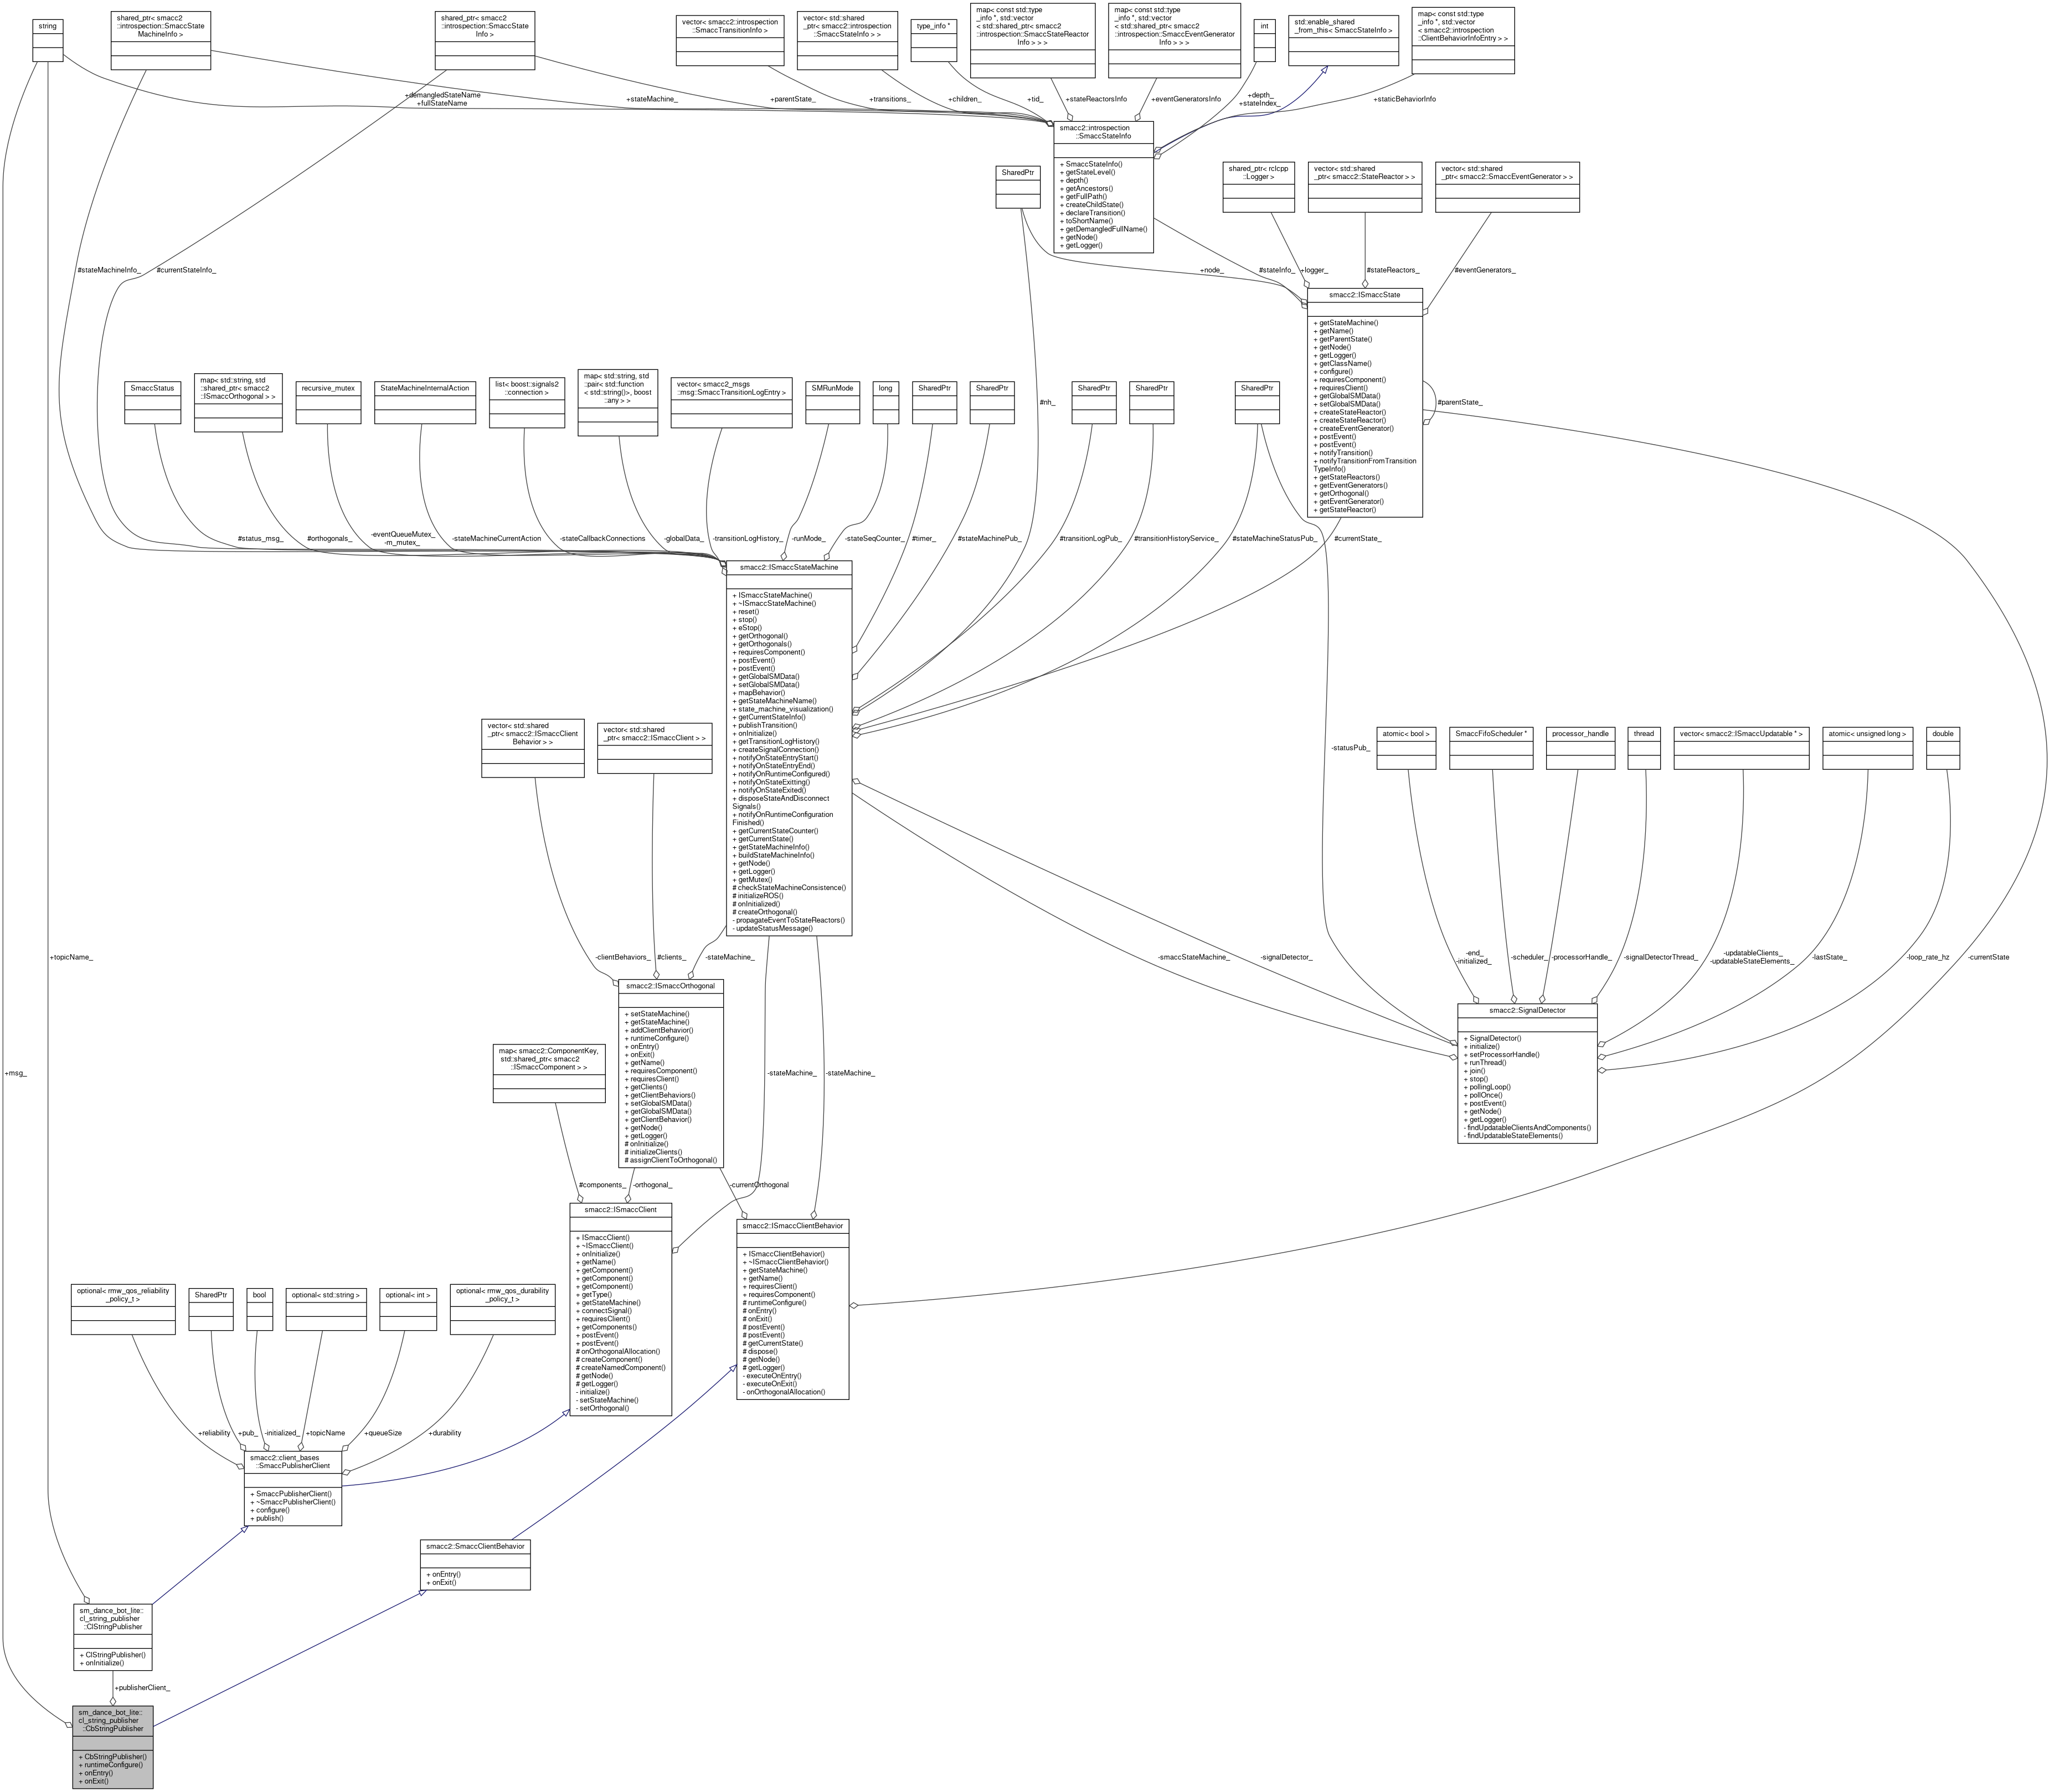 string
shared_ptr< smacc2
::introspection::SmaccState
MachineInfo >
shared_ptr< smacc2
::introspection::SmaccState
Info >
vector< smacc2::introspection
::SmaccTransitionInfo >
vector< std::shared
_ptr< smacc2::introspection
::SmaccStateInfo > >
type_info *
map< const std::type
_info *, std::vector
< std::shared_ptr< smacc2
::introspection::SmaccStateReactor
Info > > >
map< const std::type
_info *, std::vector
< std::shared_ptr< smacc2
::introspection::SmaccEventGenerator
Info > > >
int
std::enable_shared
_from_this< SmaccStateInfo >
map< const std::type
_info *, std::vector
< smacc2::introspection
::ClientBehaviorInfoEntry > >
+demangledStateName
+fullStateName
+stateMachine_
+parentState_
+transitions_
+children_
+tid_
+stateReactorsInfo
+eventGeneratorsInfo
+depth_
+stateIndex_
+staticBehaviorInfo
smacc2::introspection
::SmaccStateInfo
+ SmaccStateInfo()
+ getStateLevel()
+ depth()
+ getAncestors()
+ getFullPath()
+ createChildState()
+ declareTransition()
+ toShortName()
+ getDemangledFullName()
+ getNode()
+ getLogger()
SharedPtr
shared_ptr< rclcpp
::Logger >
vector< std::shared
_ptr< smacc2::StateReactor > >
vector< std::shared
_ptr< smacc2::SmaccEventGenerator > >
#stateMachineInfo_
#currentStateInfo_
+node_
#stateInfo_
+logger_
#stateReactors_
#eventGenerators_
smacc2::ISmaccState
+ getStateMachine()
+ getName()
+ getParentState()
+ getNode()
+ getLogger()
+ getClassName()
+ configure()
+ requiresComponent()
+ requiresClient()
+ getGlobalSMData()
+ setGlobalSMData()
+ createStateReactor()
+ createStateReactor()
+ createEventGenerator()
+ postEvent()
+ postEvent()
+ notifyTransition()
+ notifyTransitionFromTransition
TypeInfo()
+ getStateReactors()
+ getEventGenerators()
+ getOrthogonal()
+ getEventGenerator()
+ getStateReactor()
#parentState_
SmaccStatus
map< std::string, std
::shared_ptr< smacc2
::ISmaccOrthogonal > >
recursive_mutex
StateMachineInternalAction
list< boost::signals2
::connection >
map< std::string, std
::pair< std::function
< std::string()>, boost
::any > >
vector< smacc2_msgs
::msg::SmaccTransitionLogEntry >
SMRunMode
long
SharedPtr
SharedPtr
#nh_
SharedPtr
SharedPtr
SharedPtr
#status_msg_
#orthogonals_
-eventQueueMutex_
-m_mutex_
-stateMachineCurrentAction
-stateCallbackConnections
-globalData_
-transitionLogHistory_
-runMode_
-stateSeqCounter_
#timer_
#stateMachinePub_
#transitionLogPub_
#transitionHistoryService_
#stateMachineStatusPub_
#currentState_
smacc2::ISmaccStateMachine
+ ISmaccStateMachine()
+ ~ISmaccStateMachine()
+ reset()
+ stop()
+ eStop()
+ getOrthogonal()
+ getOrthogonals()
+ requiresComponent()
+ postEvent()
+ postEvent()
+ getGlobalSMData()
+ setGlobalSMData()
+ mapBehavior()
+ getStateMachineName()
+ state_machine_visualization()
+ getCurrentStateInfo()
+ publishTransition()
+ onInitialize()
+ getTransitionLogHistory()
+ createSignalConnection()
+ notifyOnStateEntryStart()
+ notifyOnStateEntryEnd()
+ notifyOnRuntimeConfigured()
+ notifyOnStateExitting()
+ notifyOnStateExited()
+ disposeStateAndDisconnect
Signals()
+ notifyOnRuntimeConfiguration
Finished()
+ getCurrentStateCounter()
+ getCurrentState()
+ getStateMachineInfo()
+ buildStateMachineInfo()
+ getNode()
+ getLogger()
+ getMutex()
# checkStateMachineConsistence()
# initializeROS()
# onInitialized()
# createOrthogonal()
- propagateEventToStateReactors()
- updateStatusMessage()
vector< std::shared
_ptr< smacc2::ISmaccClient
Behavior > >
vector< std::shared
_ptr< smacc2::ISmaccClient > >
-statusPub_
atomic< bool >
SmaccFifoScheduler *
processor_handle
thread
vector< smacc2::ISmaccUpdatable * >
atomic< unsigned long >
double
+topicName_
-clientBehaviors_
#clients_
-stateMachine_
-smaccStateMachine_
-signalDetector_
-end_
-initialized_
-scheduler_
-processorHandle_
-signalDetectorThread_
-updatableClients_
-updatableStateElements_
-lastState_
-loop_rate_hz
-currentState
smacc2::ISmaccOrthogonal
+ setStateMachine()
+ getStateMachine()
+ addClientBehavior()
+ runtimeConfigure()
+ onEntry()
+ onExit()
+ getName()
+ requiresComponent()
+ requiresClient()
+ getClients()
+ getClientBehaviors()
+ setGlobalSMData()
+ getGlobalSMData()
+ getClientBehavior()
+ getNode()
+ getLogger()
# onInitialize()
# initializeClients()
# assignClientToOrthogonal()
smacc2::SignalDetector
+ SignalDetector()
+ initialize()
+ setProcessorHandle()
+ runThread()
+ join()
+ stop()
+ pollingLoop()
+ pollOnce()
+ postEvent()
+ getNode()
+ getLogger()
- findUpdatableClientsAndComponents()
- findUpdatableStateElements()
map< smacc2::ComponentKey,
std::shared_ptr< smacc2
::ISmaccComponent > >
+msg_
-stateMachine_
-stateMachine_
#components_
-orthogonal_
-currentOrthogonal
smacc2::ISmaccClient
+ ISmaccClient()
+ ~ISmaccClient()
+ onInitialize()
+ getName()
+ getComponent()
+ getComponent()
+ getComponent()
+ getType()
+ getStateMachine()
+ connectSignal()
+ requiresClient()
+ getComponents()
+ postEvent()
+ postEvent()
# onOrthogonalAllocation()
# createComponent()
# createNamedComponent()
# getNode()
# getLogger()
- initialize()
- setStateMachine()
- setOrthogonal()
smacc2::ISmaccClientBehavior
+ ISmaccClientBehavior()
+ ~ISmaccClientBehavior()
+ getStateMachine()
+ getName()
+ requiresClient()
+ requiresComponent()
# runtimeConfigure()
# onEntry()
# onExit()
# postEvent()
# postEvent()
# getCurrentState()
# dispose()
# getNode()
# getLogger()
- executeOnEntry()
- executeOnExit()
- onOrthogonalAllocation()
optional< rmw_qos_reliability
_policy_t >
SharedPtr
bool
optional< std::string >
optional< int >
optional< rmw_qos_durability
_policy_t >
+reliability
+pub_
-initialized_
+topicName
+queueSize
+durability
smacc2::client_bases
::SmaccPublisherClient
+ SmaccPublisherClient()
+ ~SmaccPublisherClient()
+ configure()
+ publish()
smacc2::SmaccClientBehavior
+ onEntry()
+ onExit()
sm_dance_bot_lite::
cl_string_publisher
::ClStringPublisher
+ ClStringPublisher()
+ onInitialize()
+publisherClient_
sm_dance_bot_lite::
cl_string_publisher
::CbStringPublisher
+ CbStringPublisher()
+ runtimeConfigure()
+ onEntry()
+ onExit()